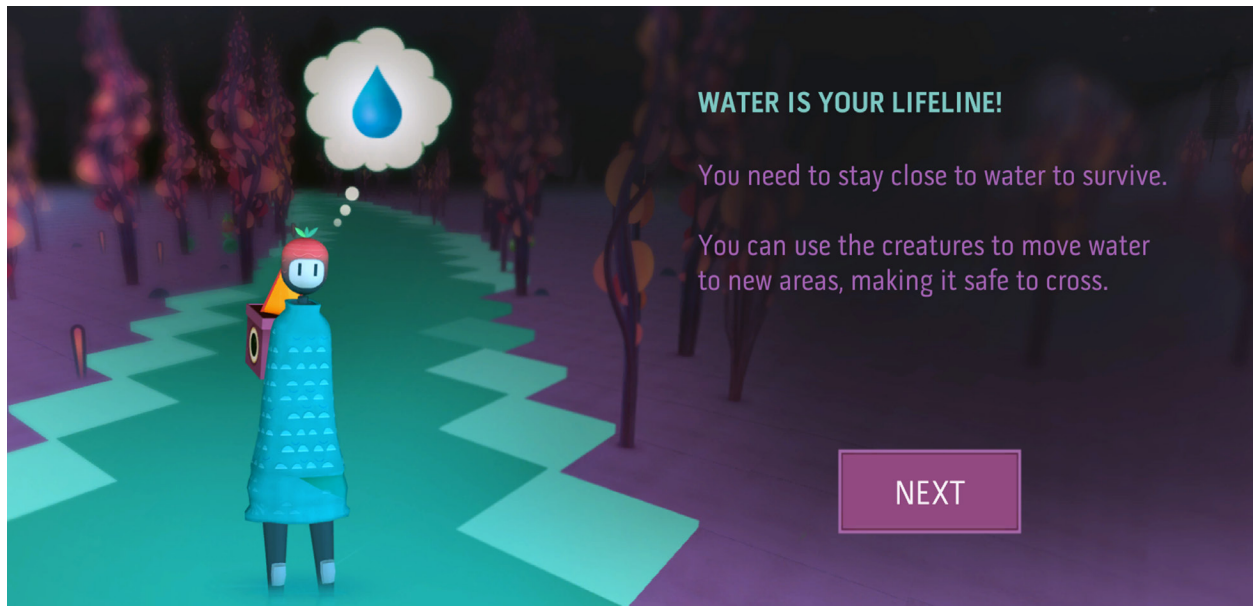 WATER IS YOUR LIFELINE!
You need to stay close to water to survive.
You can use the creatures to move water
to new areas, making it safe to cross.
NEXT